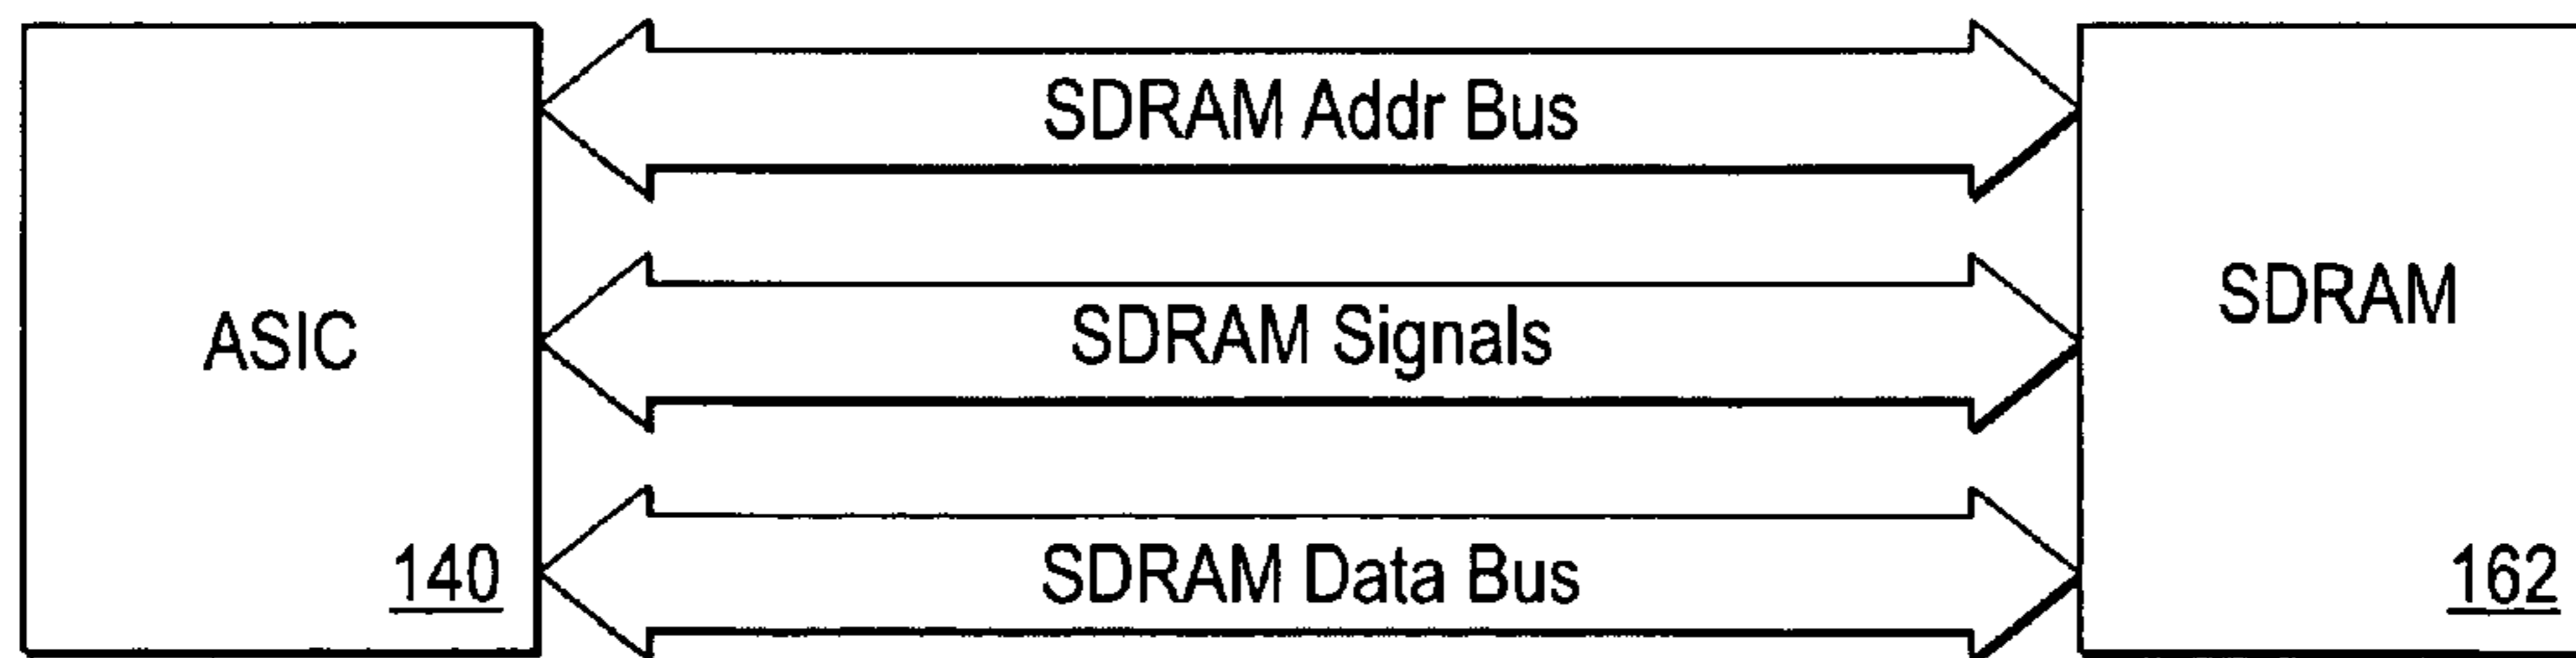 SDRAM Addr Bus
SDRAM
ASIC
SDRAM Signals
140
SDRAM Data Bus
162